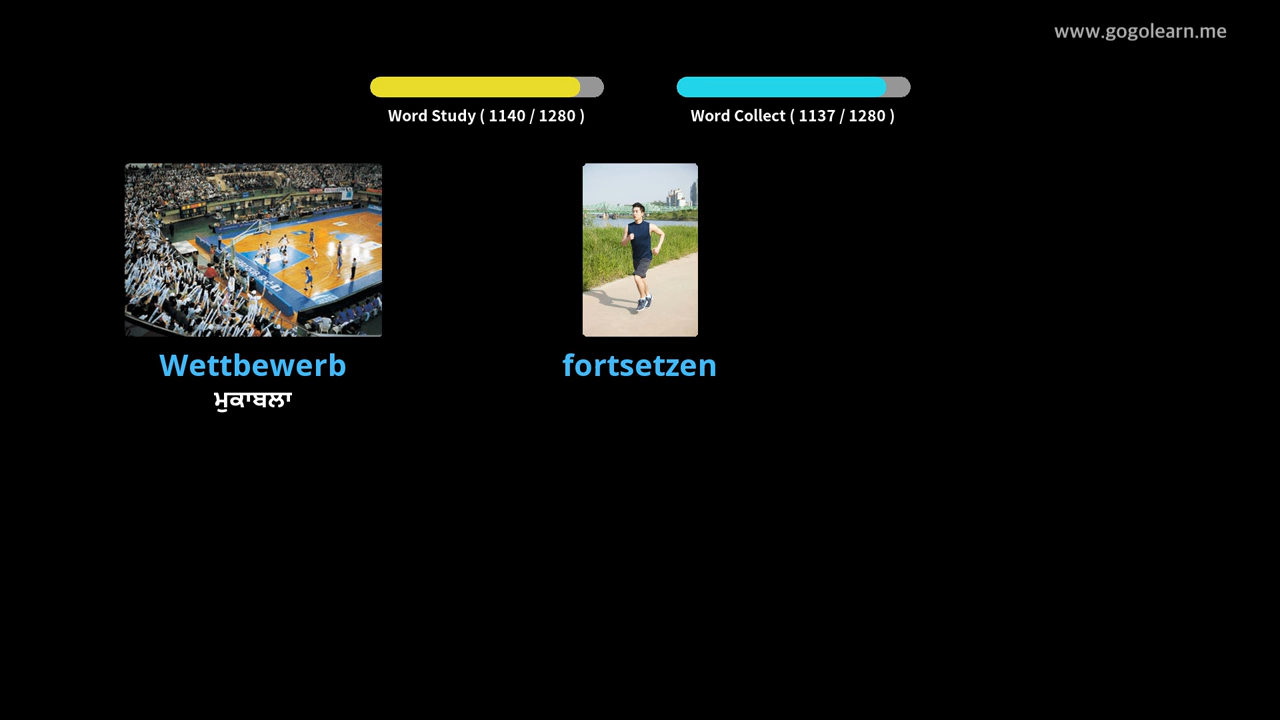 www.gogolearn.me
Word Study ( 1140 / 1280 )
Word Collect ( 1137 / 1280 )
Wettbewerb
fortsetzen
ਮੁਕਾਬਲਾ